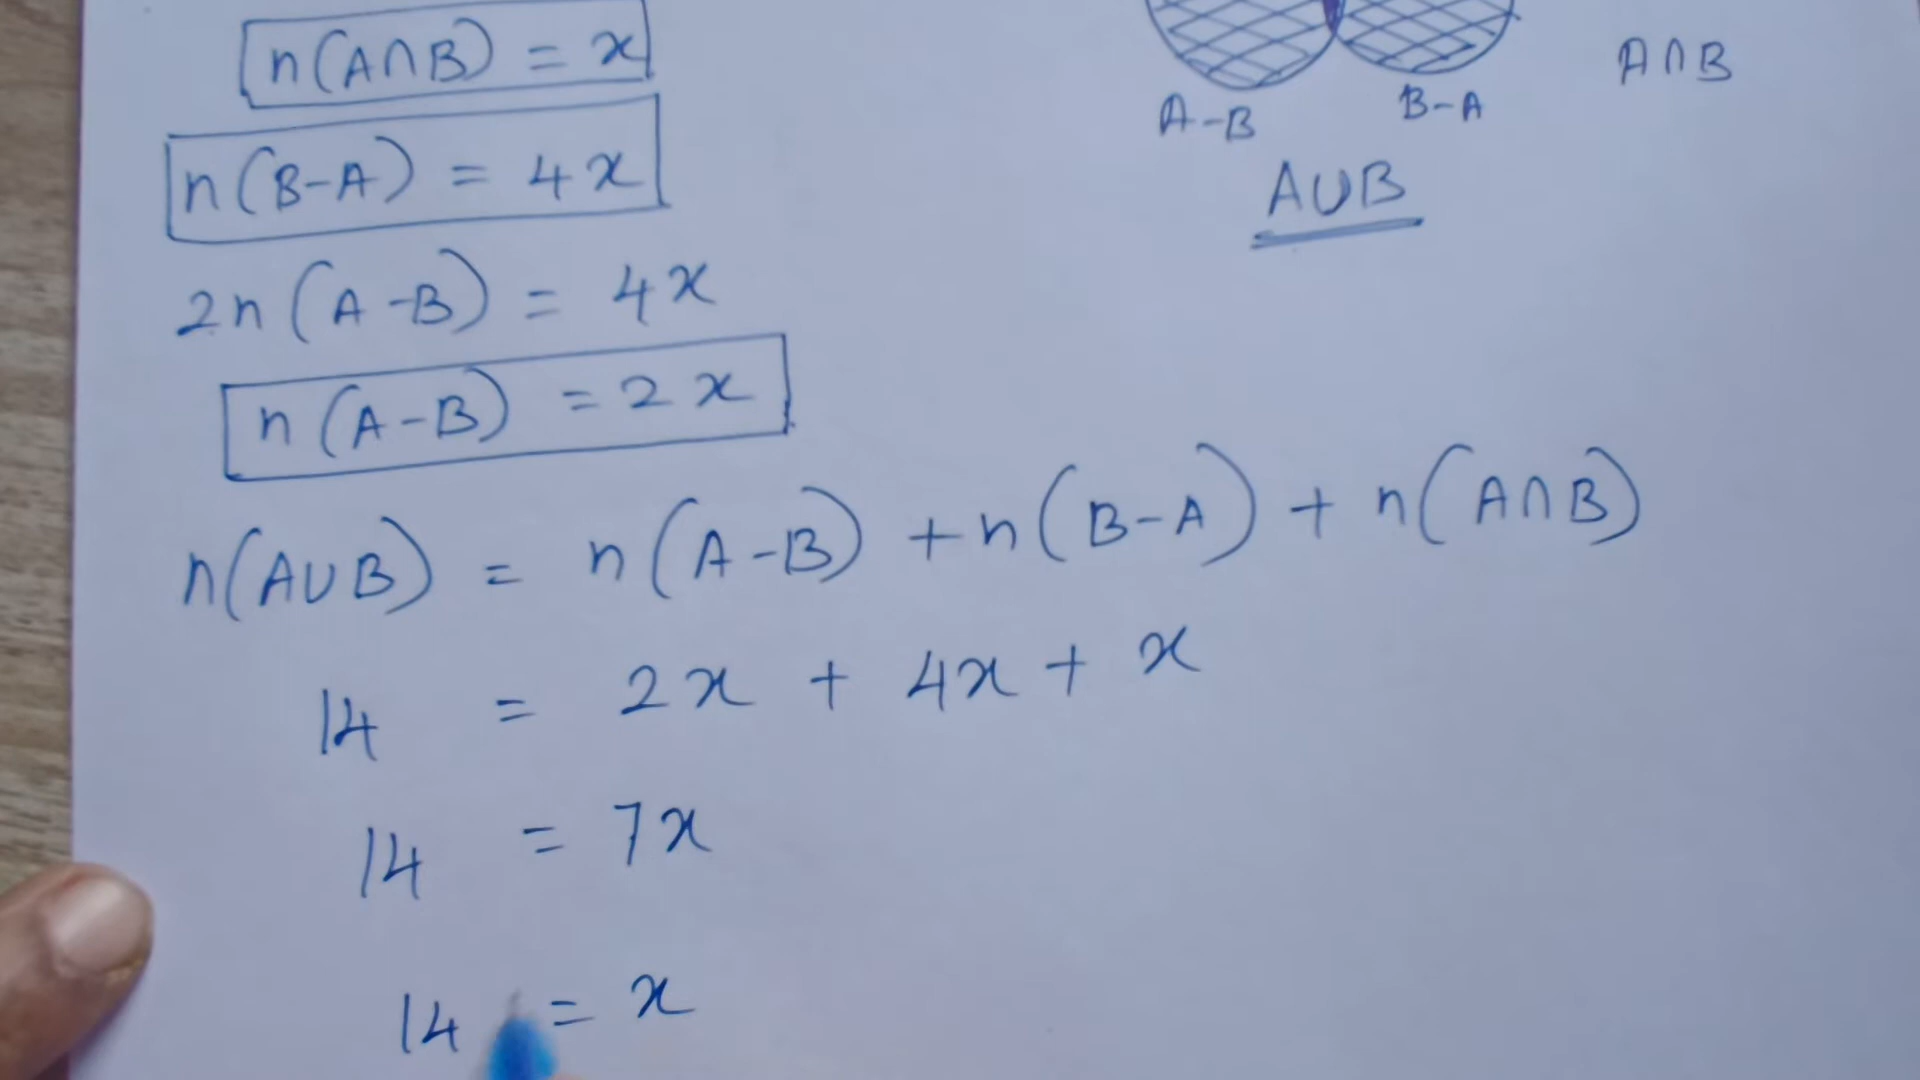 n(A∩B) = x
A∩B
A-B
B-A
n(B-A) = 4x
A∪B
2n(A-B) = 4x
n(A-B) = 2x
n(A∪B) = n(A-B) + n(B-A) + n(A∩B)
14 = 2x + 4x + x
14 = 7x
14 = x